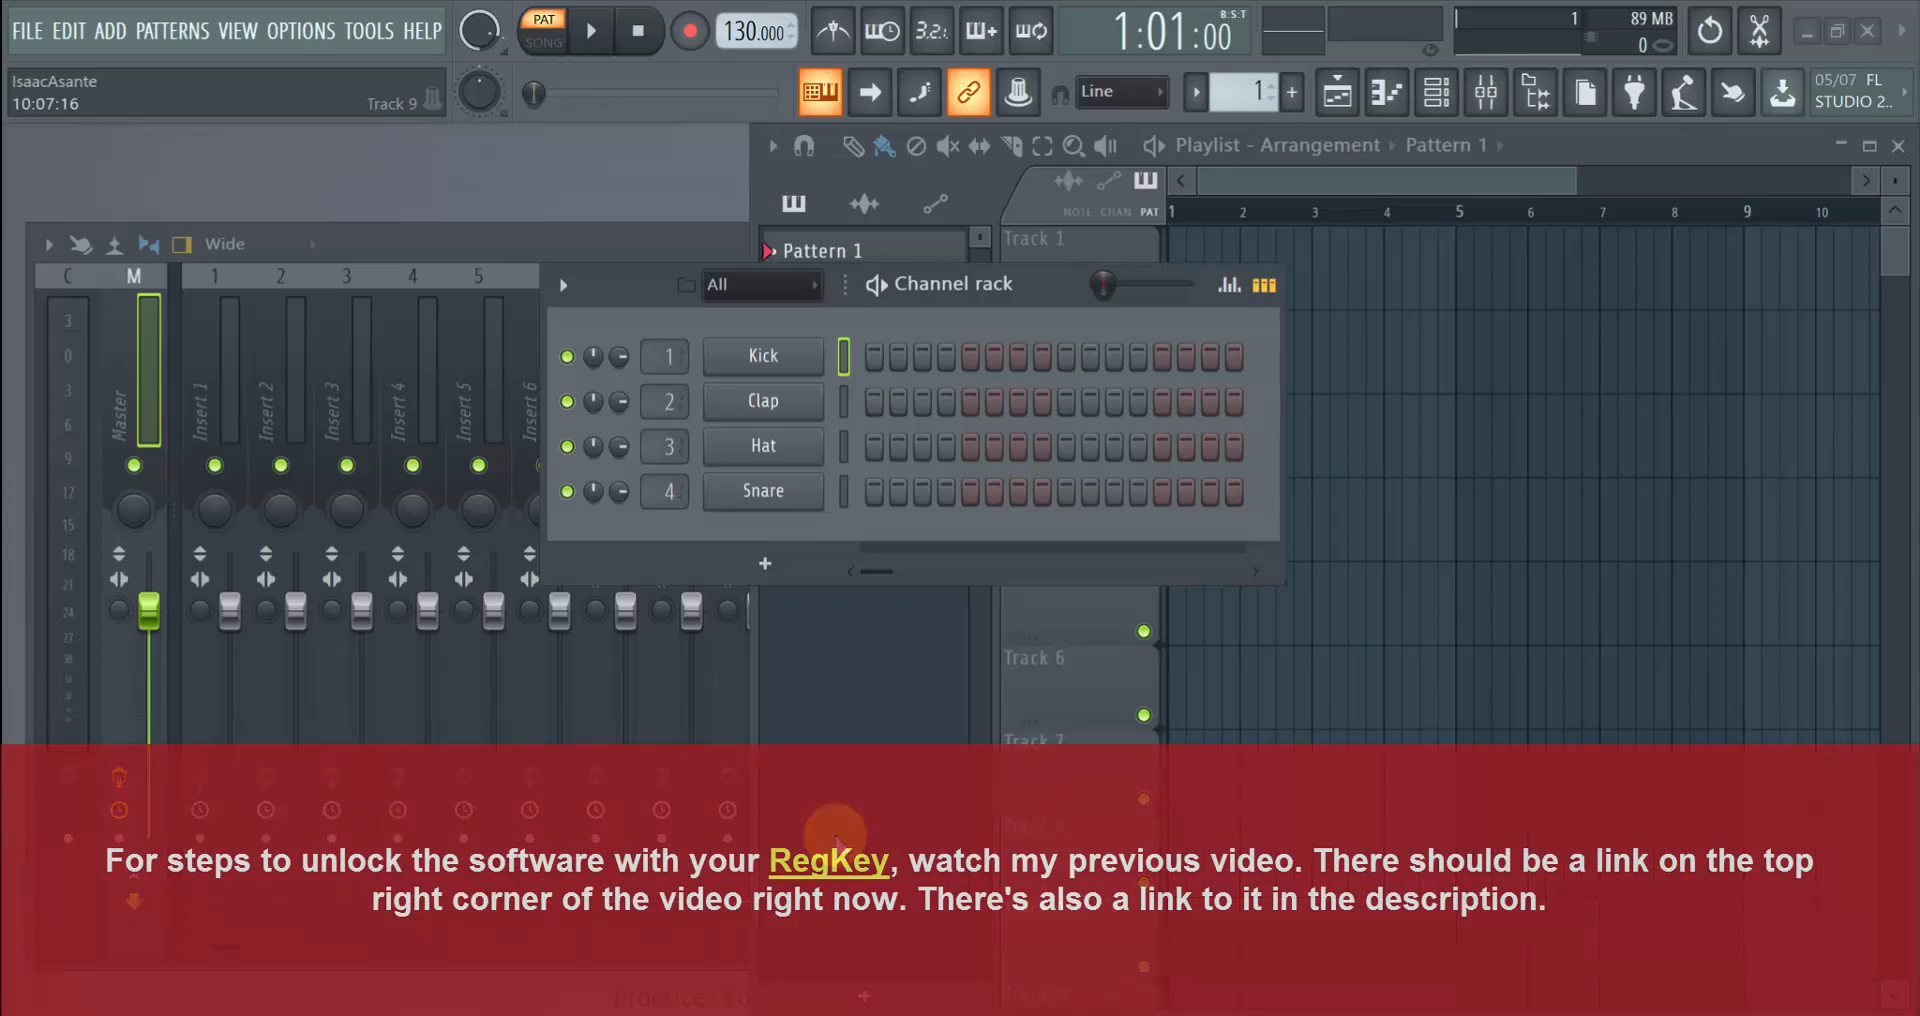 FILE EDIT ADD PATTERNS VIEW OPTIONS TOOLS HELP
PAT
SONG
130.000
3.2.
1:01:00
B:S:T
1
89 MB
0
IsaacAsante
10:07:16
Track 9
Line
1
05/07 FL
STUDIO 2..
Playlist - Arrangement
Pattern 1
NOTE CHAN PAT
1 2 3 4 5 6 7 8 9 10
Pattern 1
Track 1
Wide
C M 1 2 3 4 5
All
Channel rack
1 Kick
2 Clap
3 Hat
4 Snare
Master
Insert 1
Insert 2
Insert 3
Insert 4
Insert 5
Insert 6
3
0
3
6
9
12
15
18
21
24
27
Track 6
Track 7
For steps to unlock the software with your RegKey, watch my previous video. There should be a link on the top
right corner of the video right now. There's also a link to it in the description.